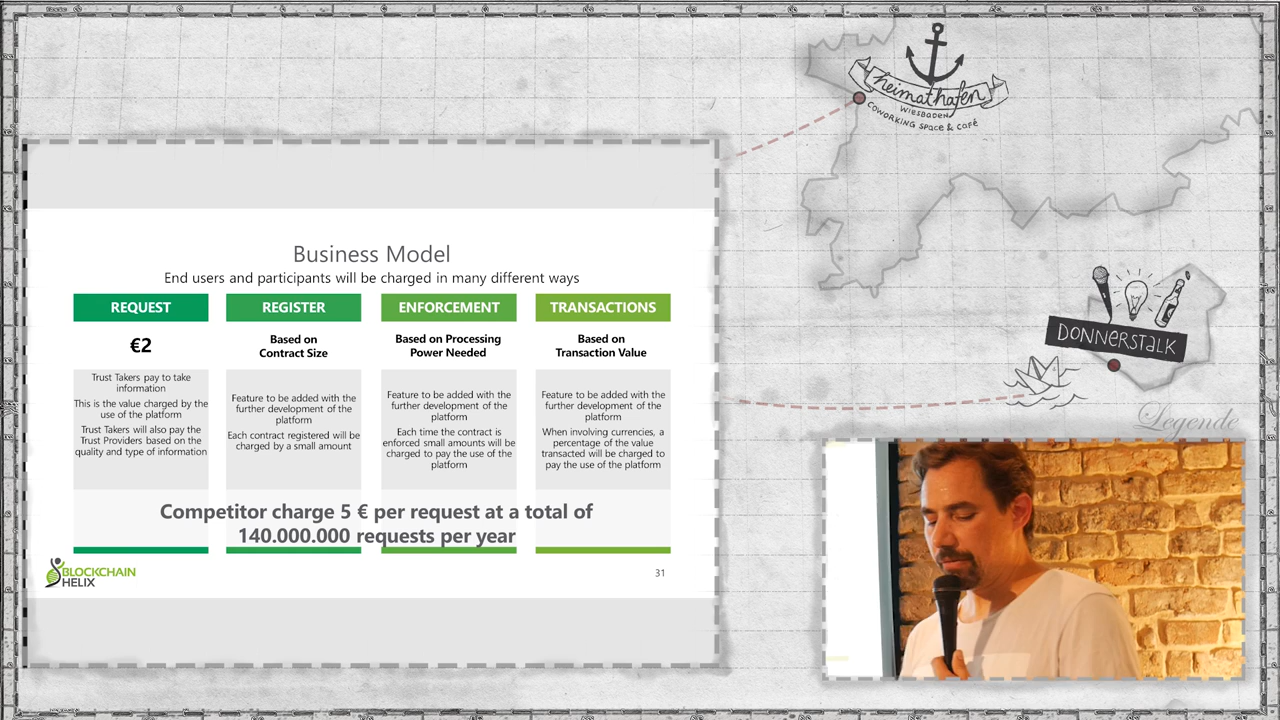 heimathafen
WIESBADEN
COWORKING SPACE & CAFÉ
DONNERSTALK
Legende
Business Model
End users and participants will be charged in many different ways
REQUEST
€2
Trust Takers pay to take
information
This is the value charged by the
use of the platform
Trust Takers will also pay the
Trust Providers based on the
quality and type of information
REGISTER
Based on
Contract Size
Feature to be added with the
further development of the
platform
Each contract registered will be
charged by a small amount
ENFORCEMENT
Based on Processing
Power Needed
Feature to be added with the
further development of the
platform
Each time the contract is
enforced small amounts will be
charged to pay the use of the
platform
TRANSACTIONS
Based on
Transaction Value
Feature to be added with the
further development of the
platform
When involving currencies, a
percentage of the value
transacted will be charged to
pay the use of the platform
Competitor charge 5 € per request at a total of
140.000.000 requests per year
BLOCKCHAIN
HELIX
31